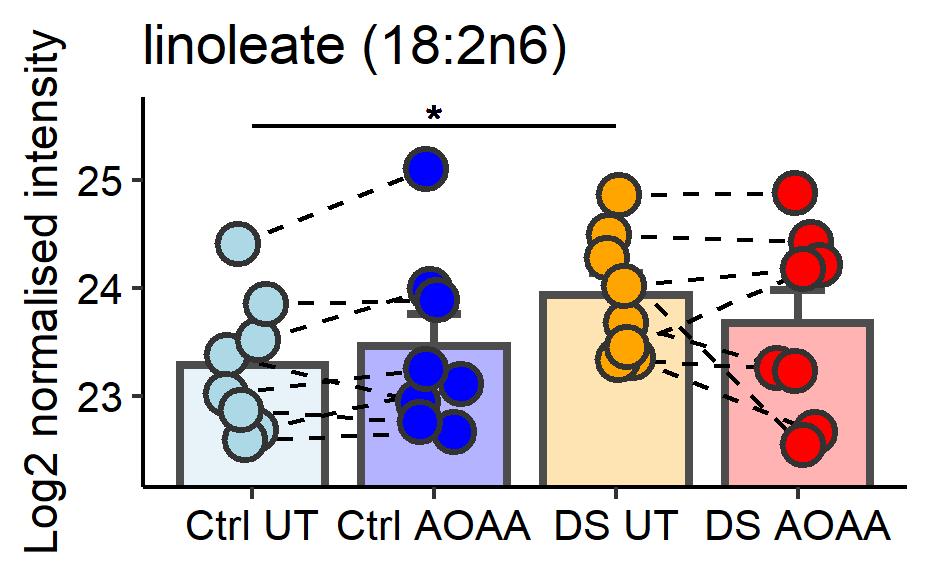 linoleate (18:2n6)
Log2 normalised intensity
*
25
24
23
Ctrl UT
Ctrl AOAA
DS UT
DS AOAA